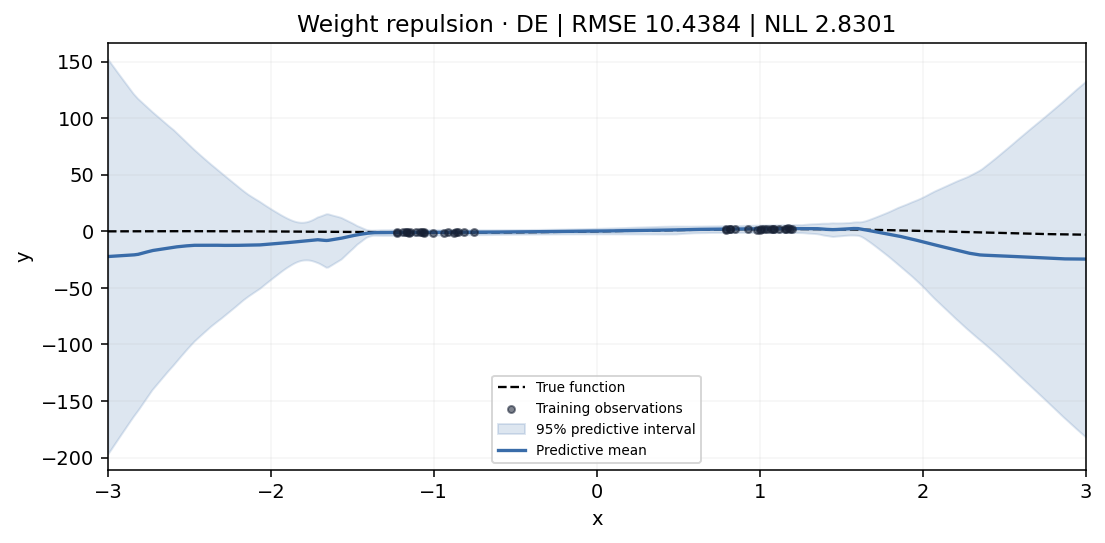 Weight repulsion · DE | RMSE 10.4384 | NLL 2.8301
150
100
50
0
−50
−100
−150
−200
y
True function
Training observations
95% predictive interval
Predictive mean
−3
−2
−1
0
1
2
3
x